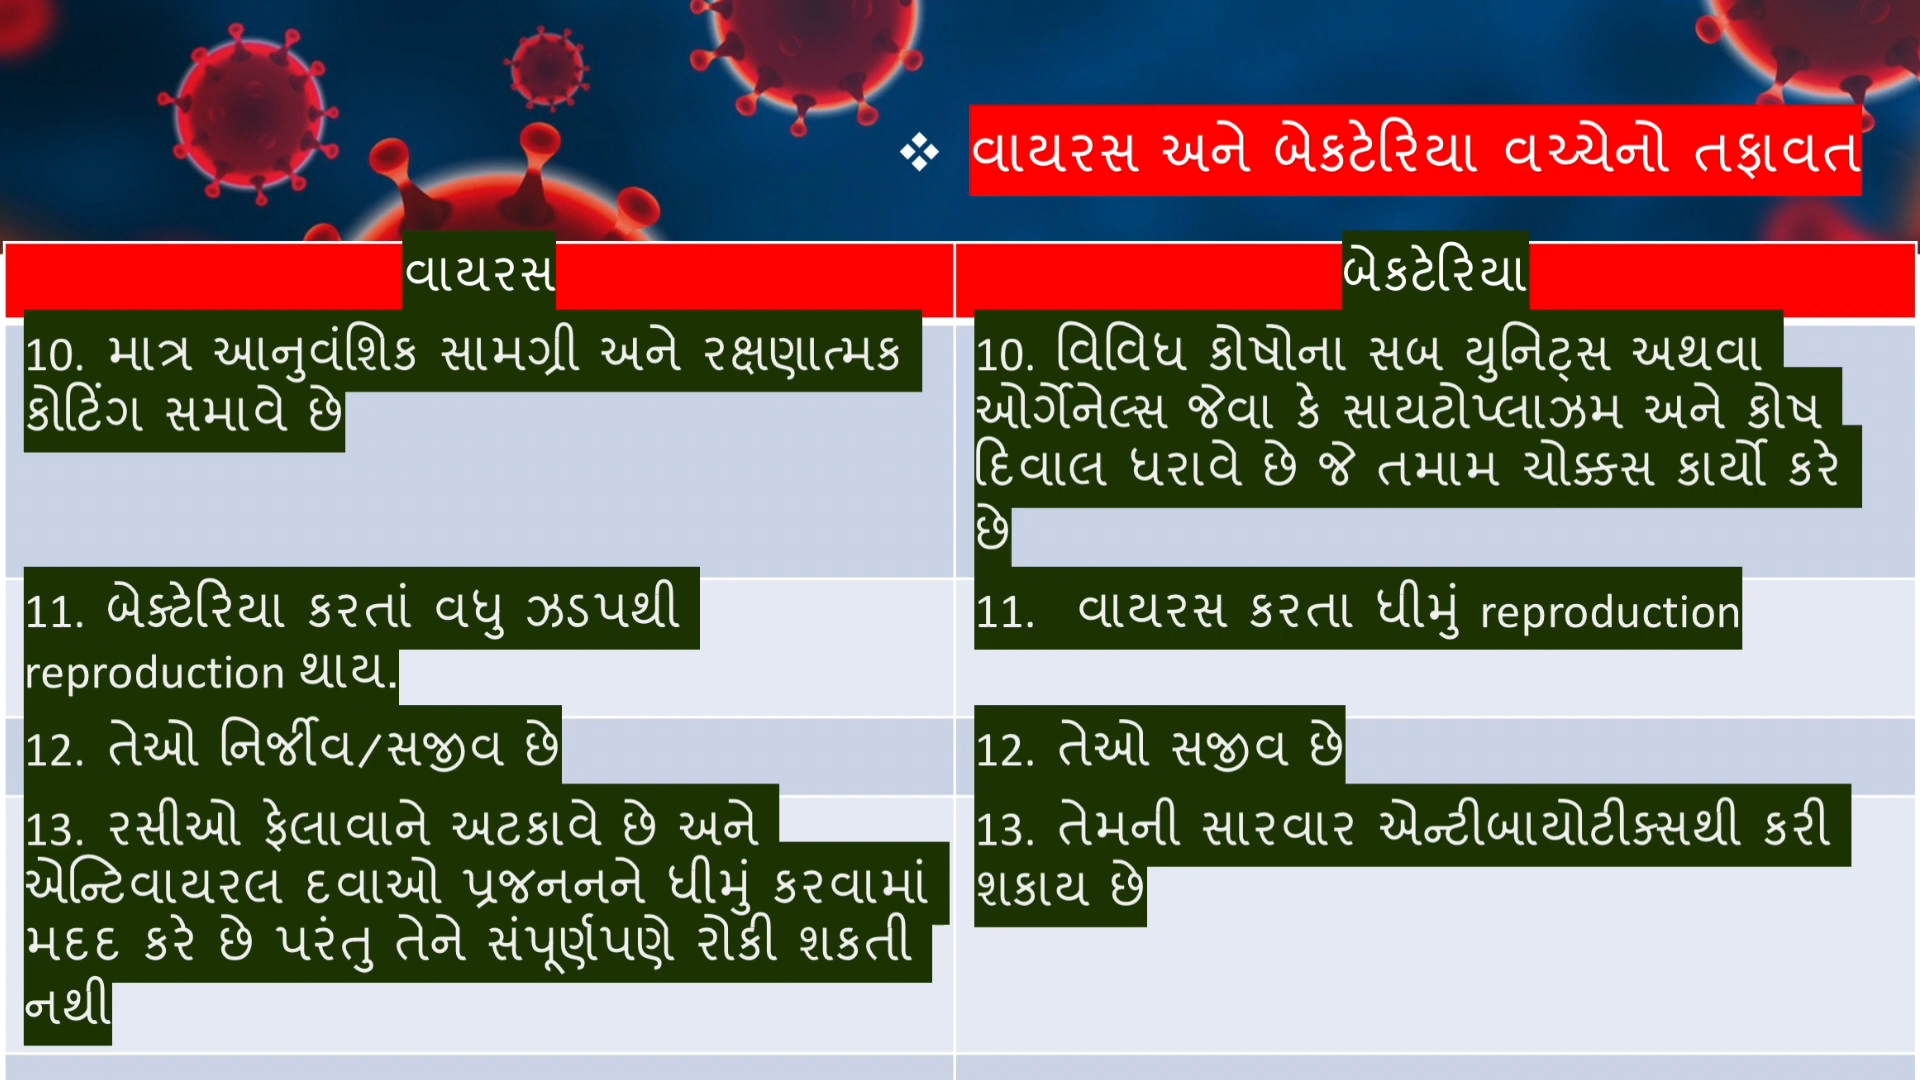 ❖ વાયરસ અને બેકટેરિયા વચ્ચેનો તફાવત
વાયરસ
બેકટેરિયા
10. માત્ર આનુવંશિક સામગ્રી અને રક્ષણાત્મક
કોટિંગ સમાવે છે
10. વિવિધ કોષોના સબ યુનિટ્સ અથવા
ઓર્ગેનેલ્સ જેવા કે સાયટોપ્લાઝમ અને કોષ
દિવાલ ધરાવે છે જે તમામ ચોક્કસ કાર્યો કરે
છે
11. બેક્ટેરિયા કરતાં વધુ ઝડપથી
reproduction થાય.
11. વાયરસ કરતા ધીમું reproduction
12. તેઓ નિર્જીવ/સજીવ છે
12. તેઓ સજીવ છે
13. રસીઓ ફેલાવાને અટકાવે છે અને
એન્ટિવાયરલ દવાઓ પ્રજનનને ધીમું કરવામાં
મદદ કરે છે પરંતુ તેને સંપૂર્ણપણે રોકી શકતી
નથી
13. તેમની સારવાર એન્ટીબાયોટીક્સથી કરી
શકાય છે